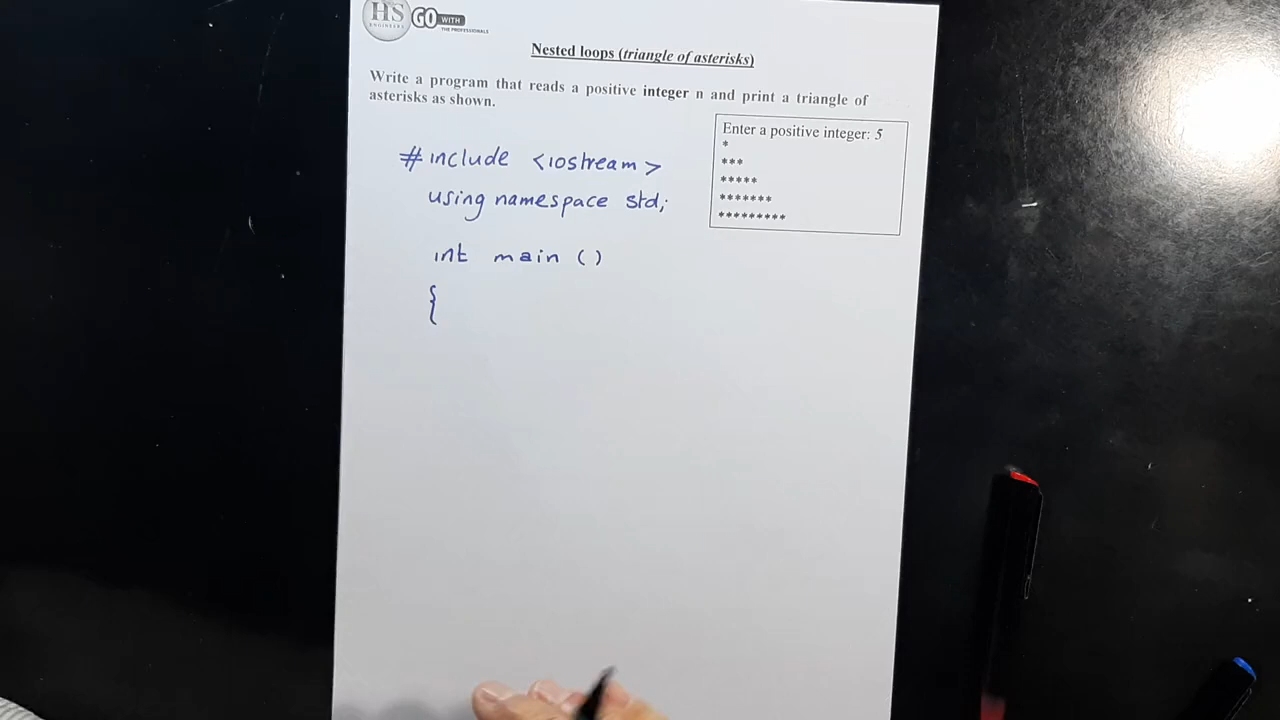 HS
ENGINEERS
GO WITH
THE PROFESSIONALS
Nested loops (triangle of asterisks)
Write a program that reads a positive integer n and print a triangle of
asterisks as shown.
Enter a positive integer: 5
*
***
*****
*******
*********
#include <iostream>
using namespace std;
int main ()
{